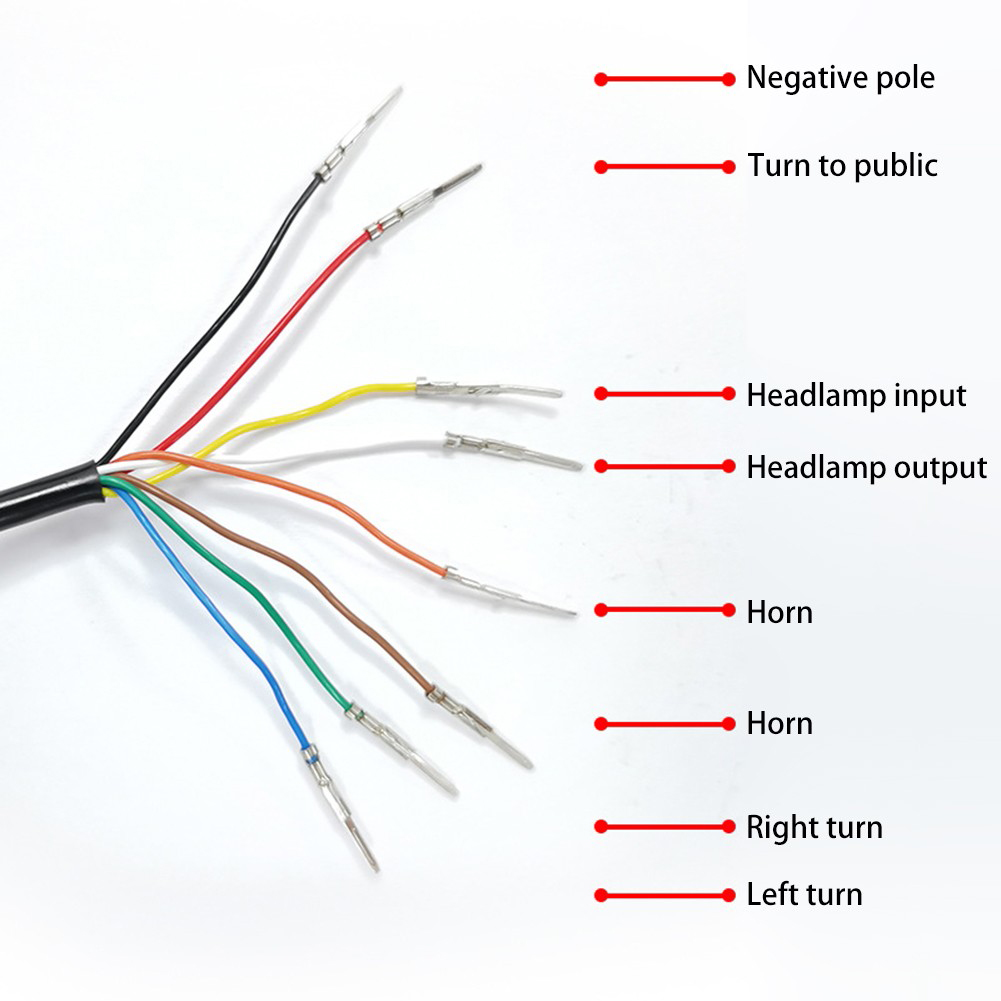 Negative pole
Turn to public
Headlamp input
Headlamp output
Horn
Horn
Right turn
Left turn